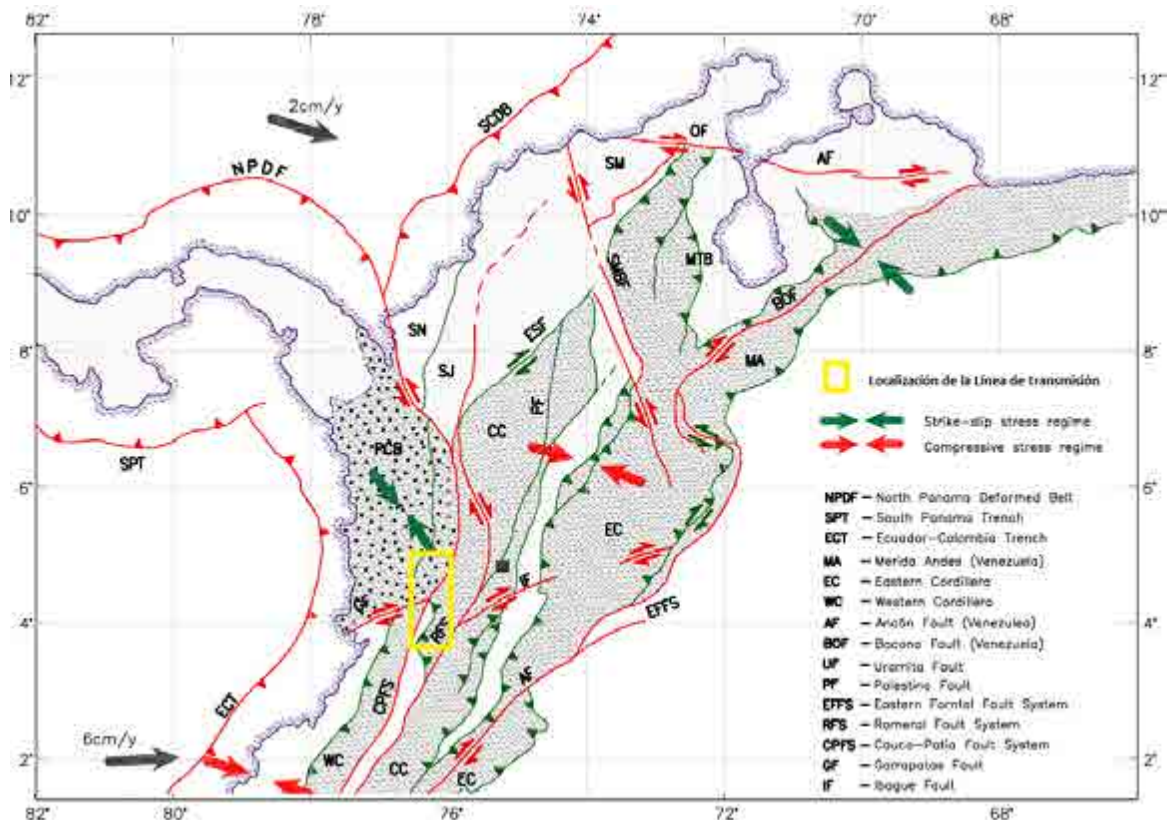 82° 78° 74° 70° 68°
12° 12°
2cm/y
SCDB
OF
AF
NPDF
SM
10° 10°
SMBF
MTB
BOF
SN
ESF
8° 8°
SJ
MA
PF
Localización de la Línea de transmisión
CC
Strike-slip stress regime
PCB
Compressive stress regime
SPT
6° 6°
NPDF – North Panama Deformed Belt
SPT – South Panama Trench
EC
ECT – Ecuador-Colombia Trench
MA – Merida Andes (Venezuela)
IF
EC – Eastern Cordillera
GF
4° 4°
WC – Western Cordillera
RFS
EFFS
AF – Ancón Fault (Venezuela)
BOF – Bocono Fault (Venezuela)
AF
UF – Uramita Fault
ECT
CPFS
PF – Palestina Fault
EFFS – Eastern Forntal Fault System
6cm/y
RFS – Romeral Fault System
2° 2°
WC
CC
EC
CPFS – Cauca-Patia Fault System
GF – Garrapatas Fault
IF – Ibague Fault
82° 80° 76° 72° 68°